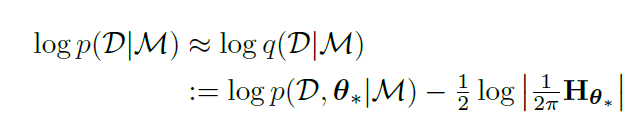 log p(𝒟|ℳ) ≈ log q(𝒟|ℳ)
:= log p(𝒟, θ∗|ℳ) − ½ log |1/2π H_θ∗|